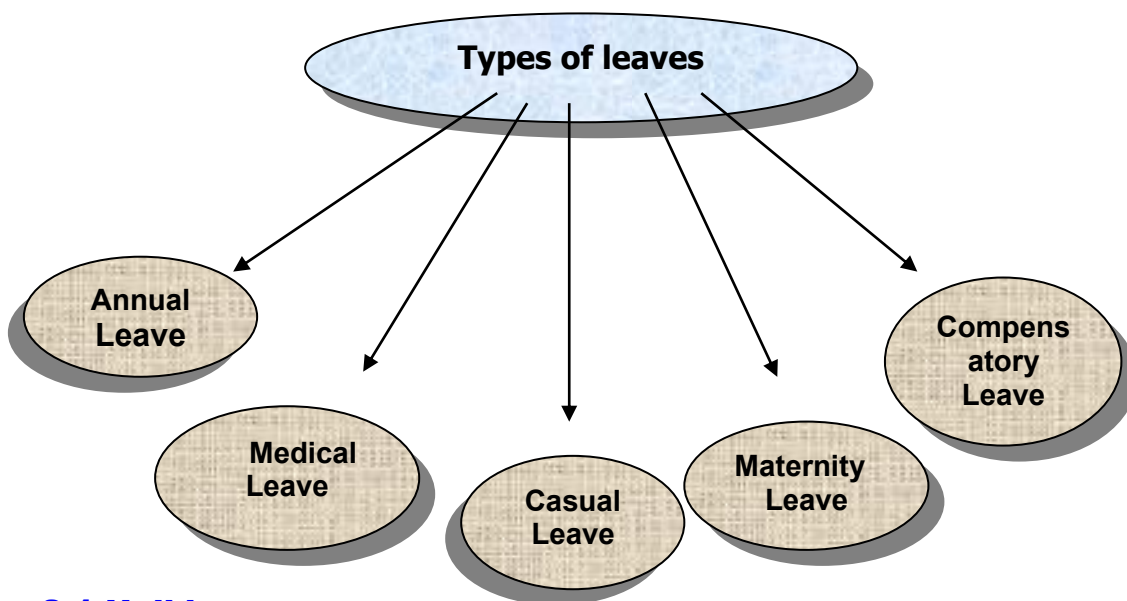 Types of leaves
Annual
Leave
Medical
Leave
Casual
Leave
Maternity
Leave
Compens
atory
Leave